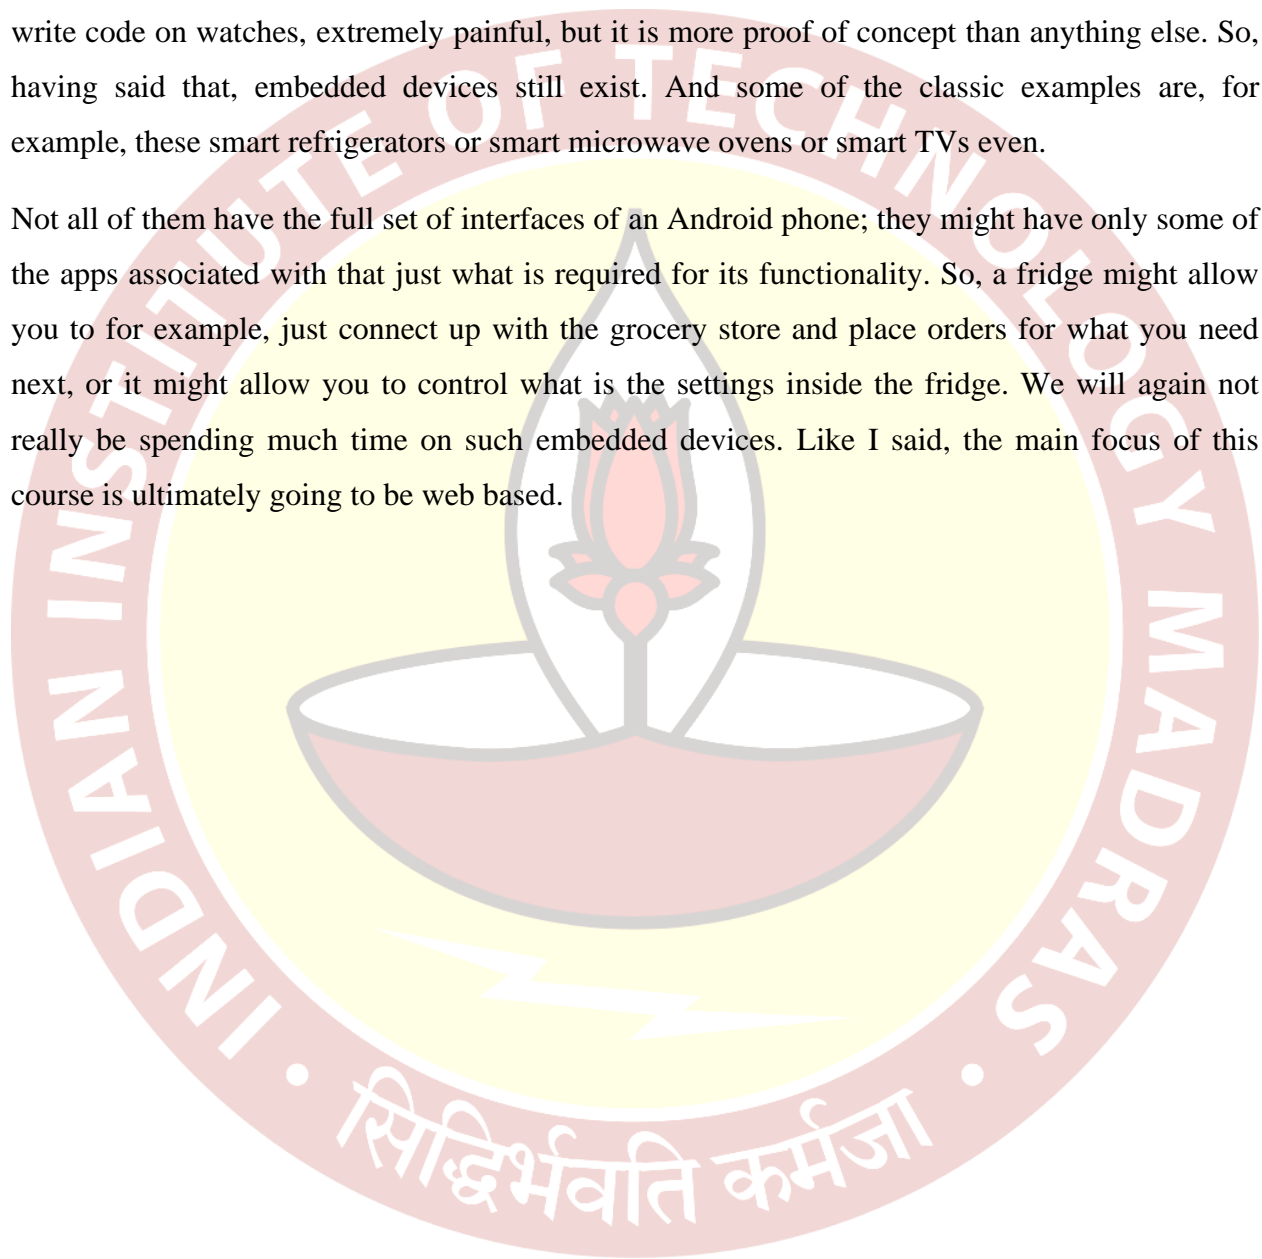 write code on watches, extremely painful, but it is more proof of concept than anything else. So,
having said that, embedded devices still exist. And some of the classic examples are, for
example, these smart refrigerators or smart microwave ovens or smart TVs even.
Not all of them have the full set of interfaces of an Android phone; they might have only some of
the apps associated with that just what is required for its functionality. So, a fridge might allow
you to for example, just connect up with the grocery store and place orders for what you need
next, or it might allow you to control what is the settings inside the fridge. We will again not
really be spending much time on such embedded devices. Like I said, the main focus of this
course is ultimately going to be web based.
INDIAN INSTITUTE OF TECHNOLOGY MADRAS
सिद्धिर्भवति कर्मजा